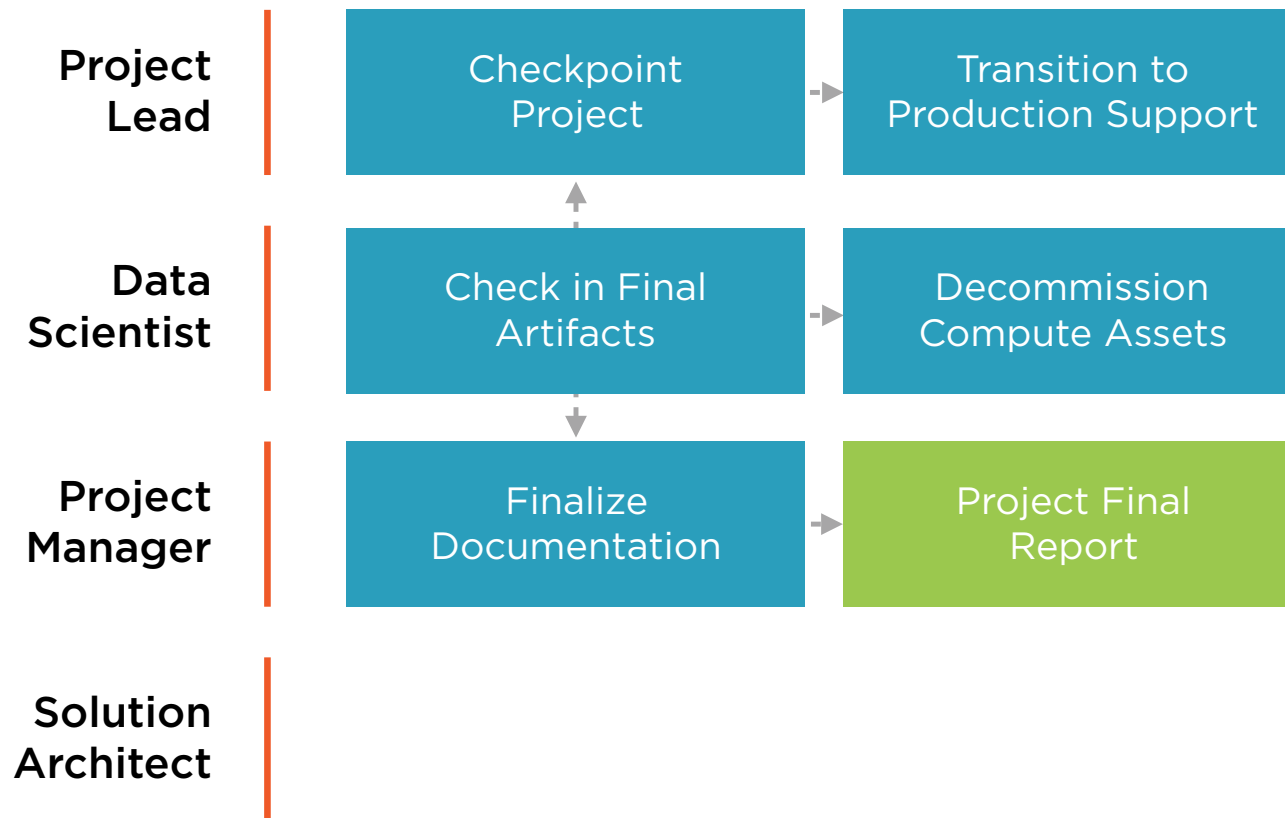 Project
Lead
Checkpoint
Project
Transition to
Production Support
Data
Scientist
Check in Final
Artifacts
Decommission
Compute Assets
Project
Manager
Finalize
Documentation
Project Final
Report
Solution
Architect